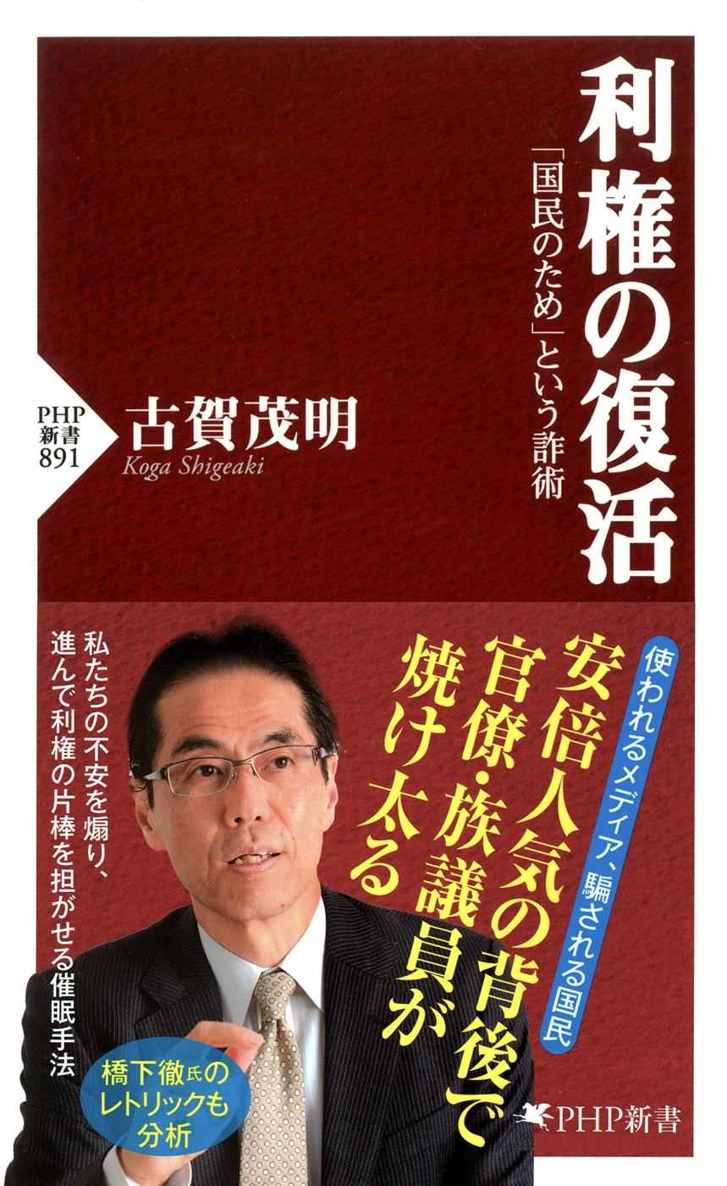 利権の復活
「国民のため」という詐術
古賀茂明
Koga Shigeaki
PHP
新書
891
使われるメディア、騙される国民
安倍人気の背後で
官僚・族議員が
焼け太る
私たちの不安を煽り、
進んで利権の片棒を担がせる催眠手法
橋下徹氏の
レトリックも
分析
PHP新書